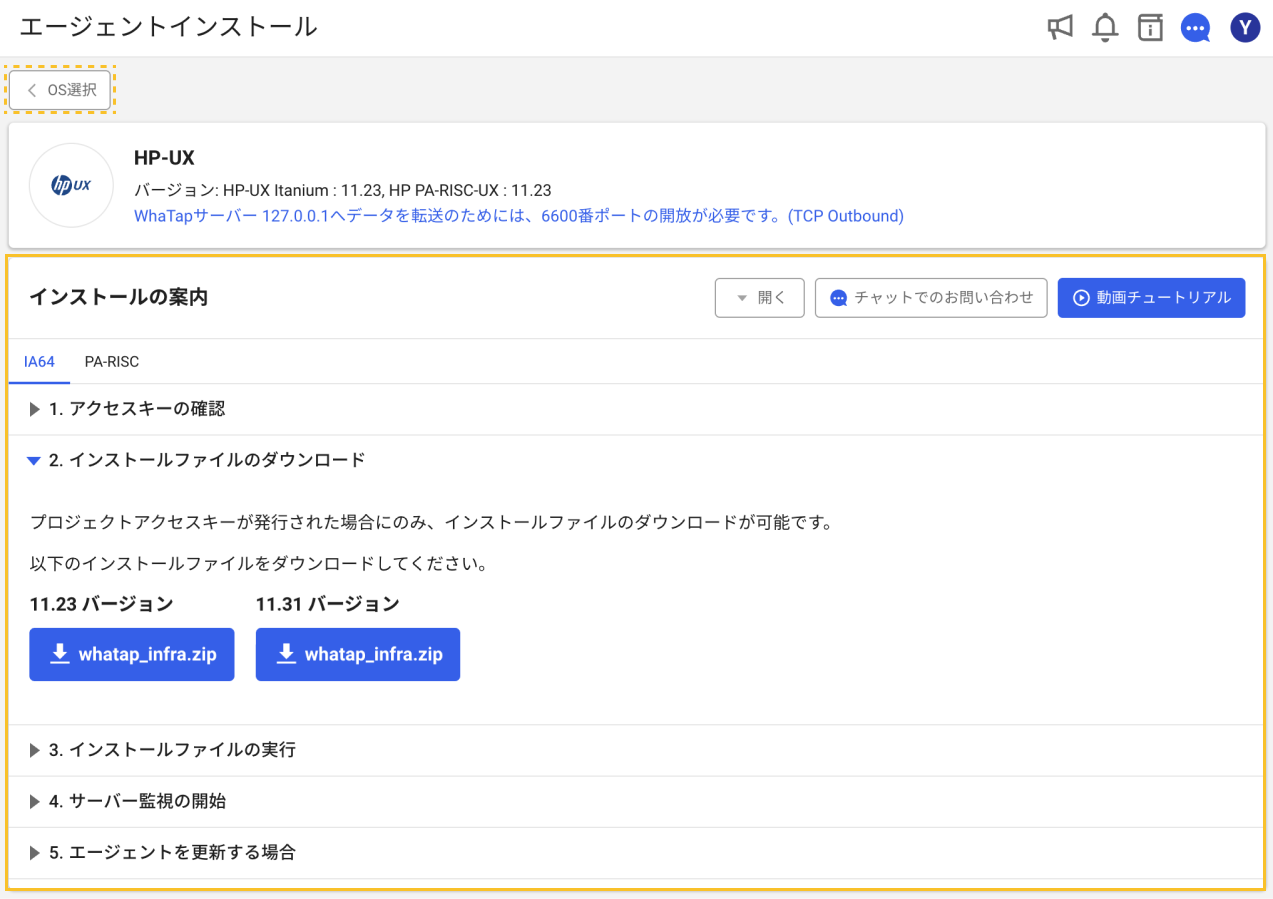 エージェントインストール
Y
OS選択
hp UX
HP-UX
バージョン: HP-UX Itanium : 11.23, HP PA-RISC-UX : 11.23
WhaTapサーバー 127.0.0.1へデータを転送のためには、6600番ポートの開放が必要です。(TCP Outbound)
インストールの案内
開く
チャットでのお問い合わせ
動画チュートリアル
IA64 PA-RISC
1. アクセスキーの確認
2. インストールファイルのダウンロード
プロジェクトアクセスキーが発行された場合にのみ、インストールファイルのダウンロードが可能です。
以下のインストールファイルをダウンロードしてください。
11.23 バージョン 11.31 バージョン
whatap_infra.zip whatap_infra.zip
3. インストールファイルの実行
4. サーバー監視の開始
5. エージェントを更新する場合